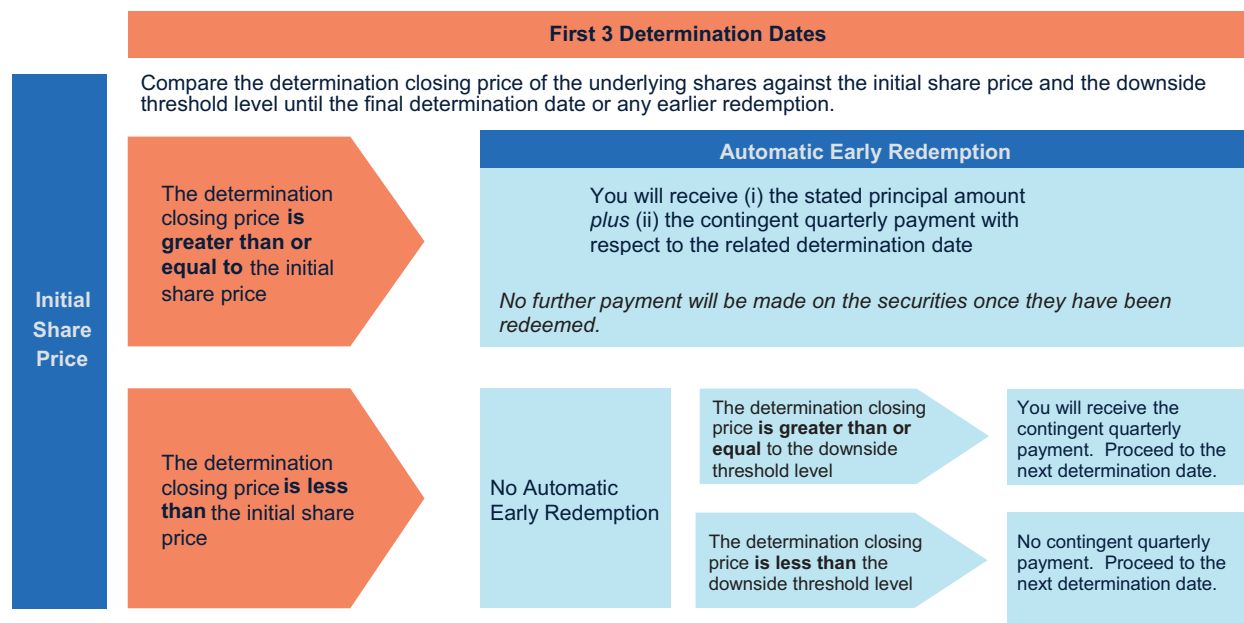 First 3 Determination Dates
Compare the determination closing price of the underlying shares against the initial share price and the downside
threshold level until the final determination date or any earlier redemption.
Initial
Share
Price
The determination
closing price is
greater than or
equal to the initial
share price
Automatic Early Redemption
You will receive (i) the stated principal amount
plus (ii) the contingent quarterly payment with
respect to the related determination date
No further payment will be made on the securities once they have been
redeemed.
The determination
closing price is less
than the initial share
price
No Automatic
Early Redemption
The determination closing
price is greater than or
equal to the downside
threshold level
You will receive the
contingent quarterly
payment. Proceed to the
next determination date.
The determination closing
price is less than the
downside threshold level
No contingent quarterly
payment. Proceed to the
next determination date.